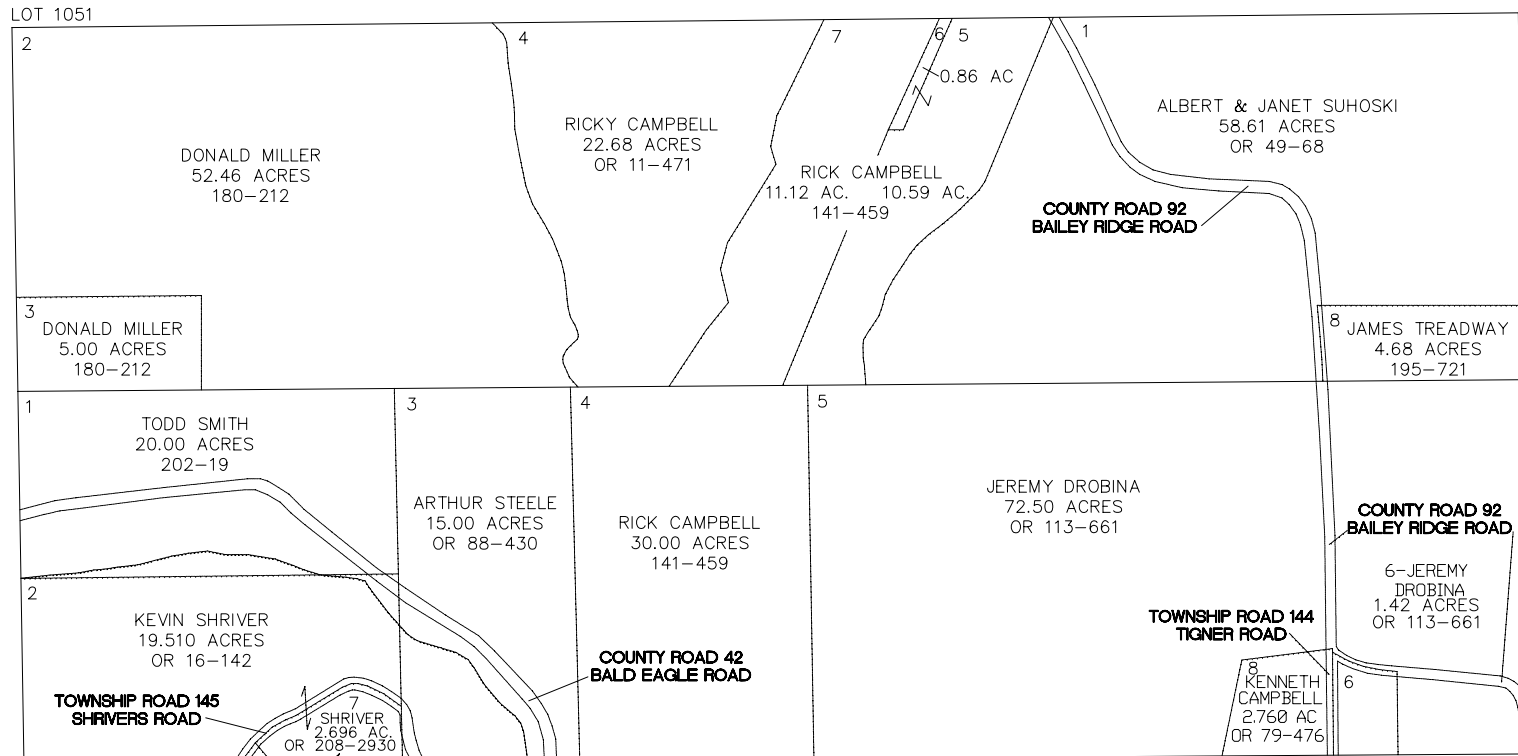 LOT 1051
2
4
7
6
5
1
0.86 AC
ALBERT & JANET SUHOSKI
58.61 ACRES
OR 49-68
RICKY CAMPBELL
22.68 ACRES
OR 11-471
DONALD MILLER
52.46 ACRES
180-212
RICK CAMPBELL
11.12 AC. 10.59 AC.
141-459
COUNTY ROAD 92
BAILEY RIDGE ROAD
3
DONALD MILLER
5.00 ACRES
180-212
8
JAMES TREADWAY
4.68 ACRES
195-721
1
TODD SMITH
20.00 ACRES
202-19
3
ARTHUR STEELE
15.00 ACRES
OR 88-430
4
RICK CAMPBELL
30.00 ACRES
141-459
5
JEREMY DROBINA
72.50 ACRES
OR 113-661
COUNTY ROAD 92
BAILEY RIDGE ROAD
6-JEREMY
DROBINA
1.42 ACRES
OR 113-661
2
KEVIN SHRIVER
19.510 ACRES
OR 16-142
TOWNSHIP ROAD 144
TIGNER ROAD
COUNTY ROAD 42
BALD EAGLE ROAD
TOWNSHIP ROAD 145
SHRIVERS ROAD
7
SHRIVER
2.696 AC.
OR 208-2930
8
KENNETH
CAMPBELL
2.760 AC
OR 79-476
6